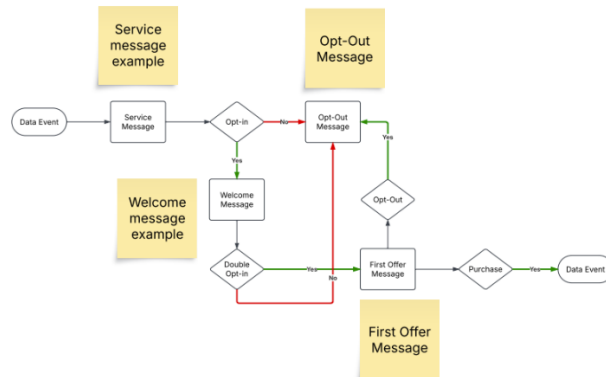 Service
message
example
Opt-Out
Message
Data Event
Service
Message
Opt-in
No
Opt-Out
Message
Yes
Yes
Welcome
message
example
Welcome
Message
Opt-Out
Double
Opt-in
Yes
No
First Offer
Message
Purchase
Yes
Data Event
First Offer
Message